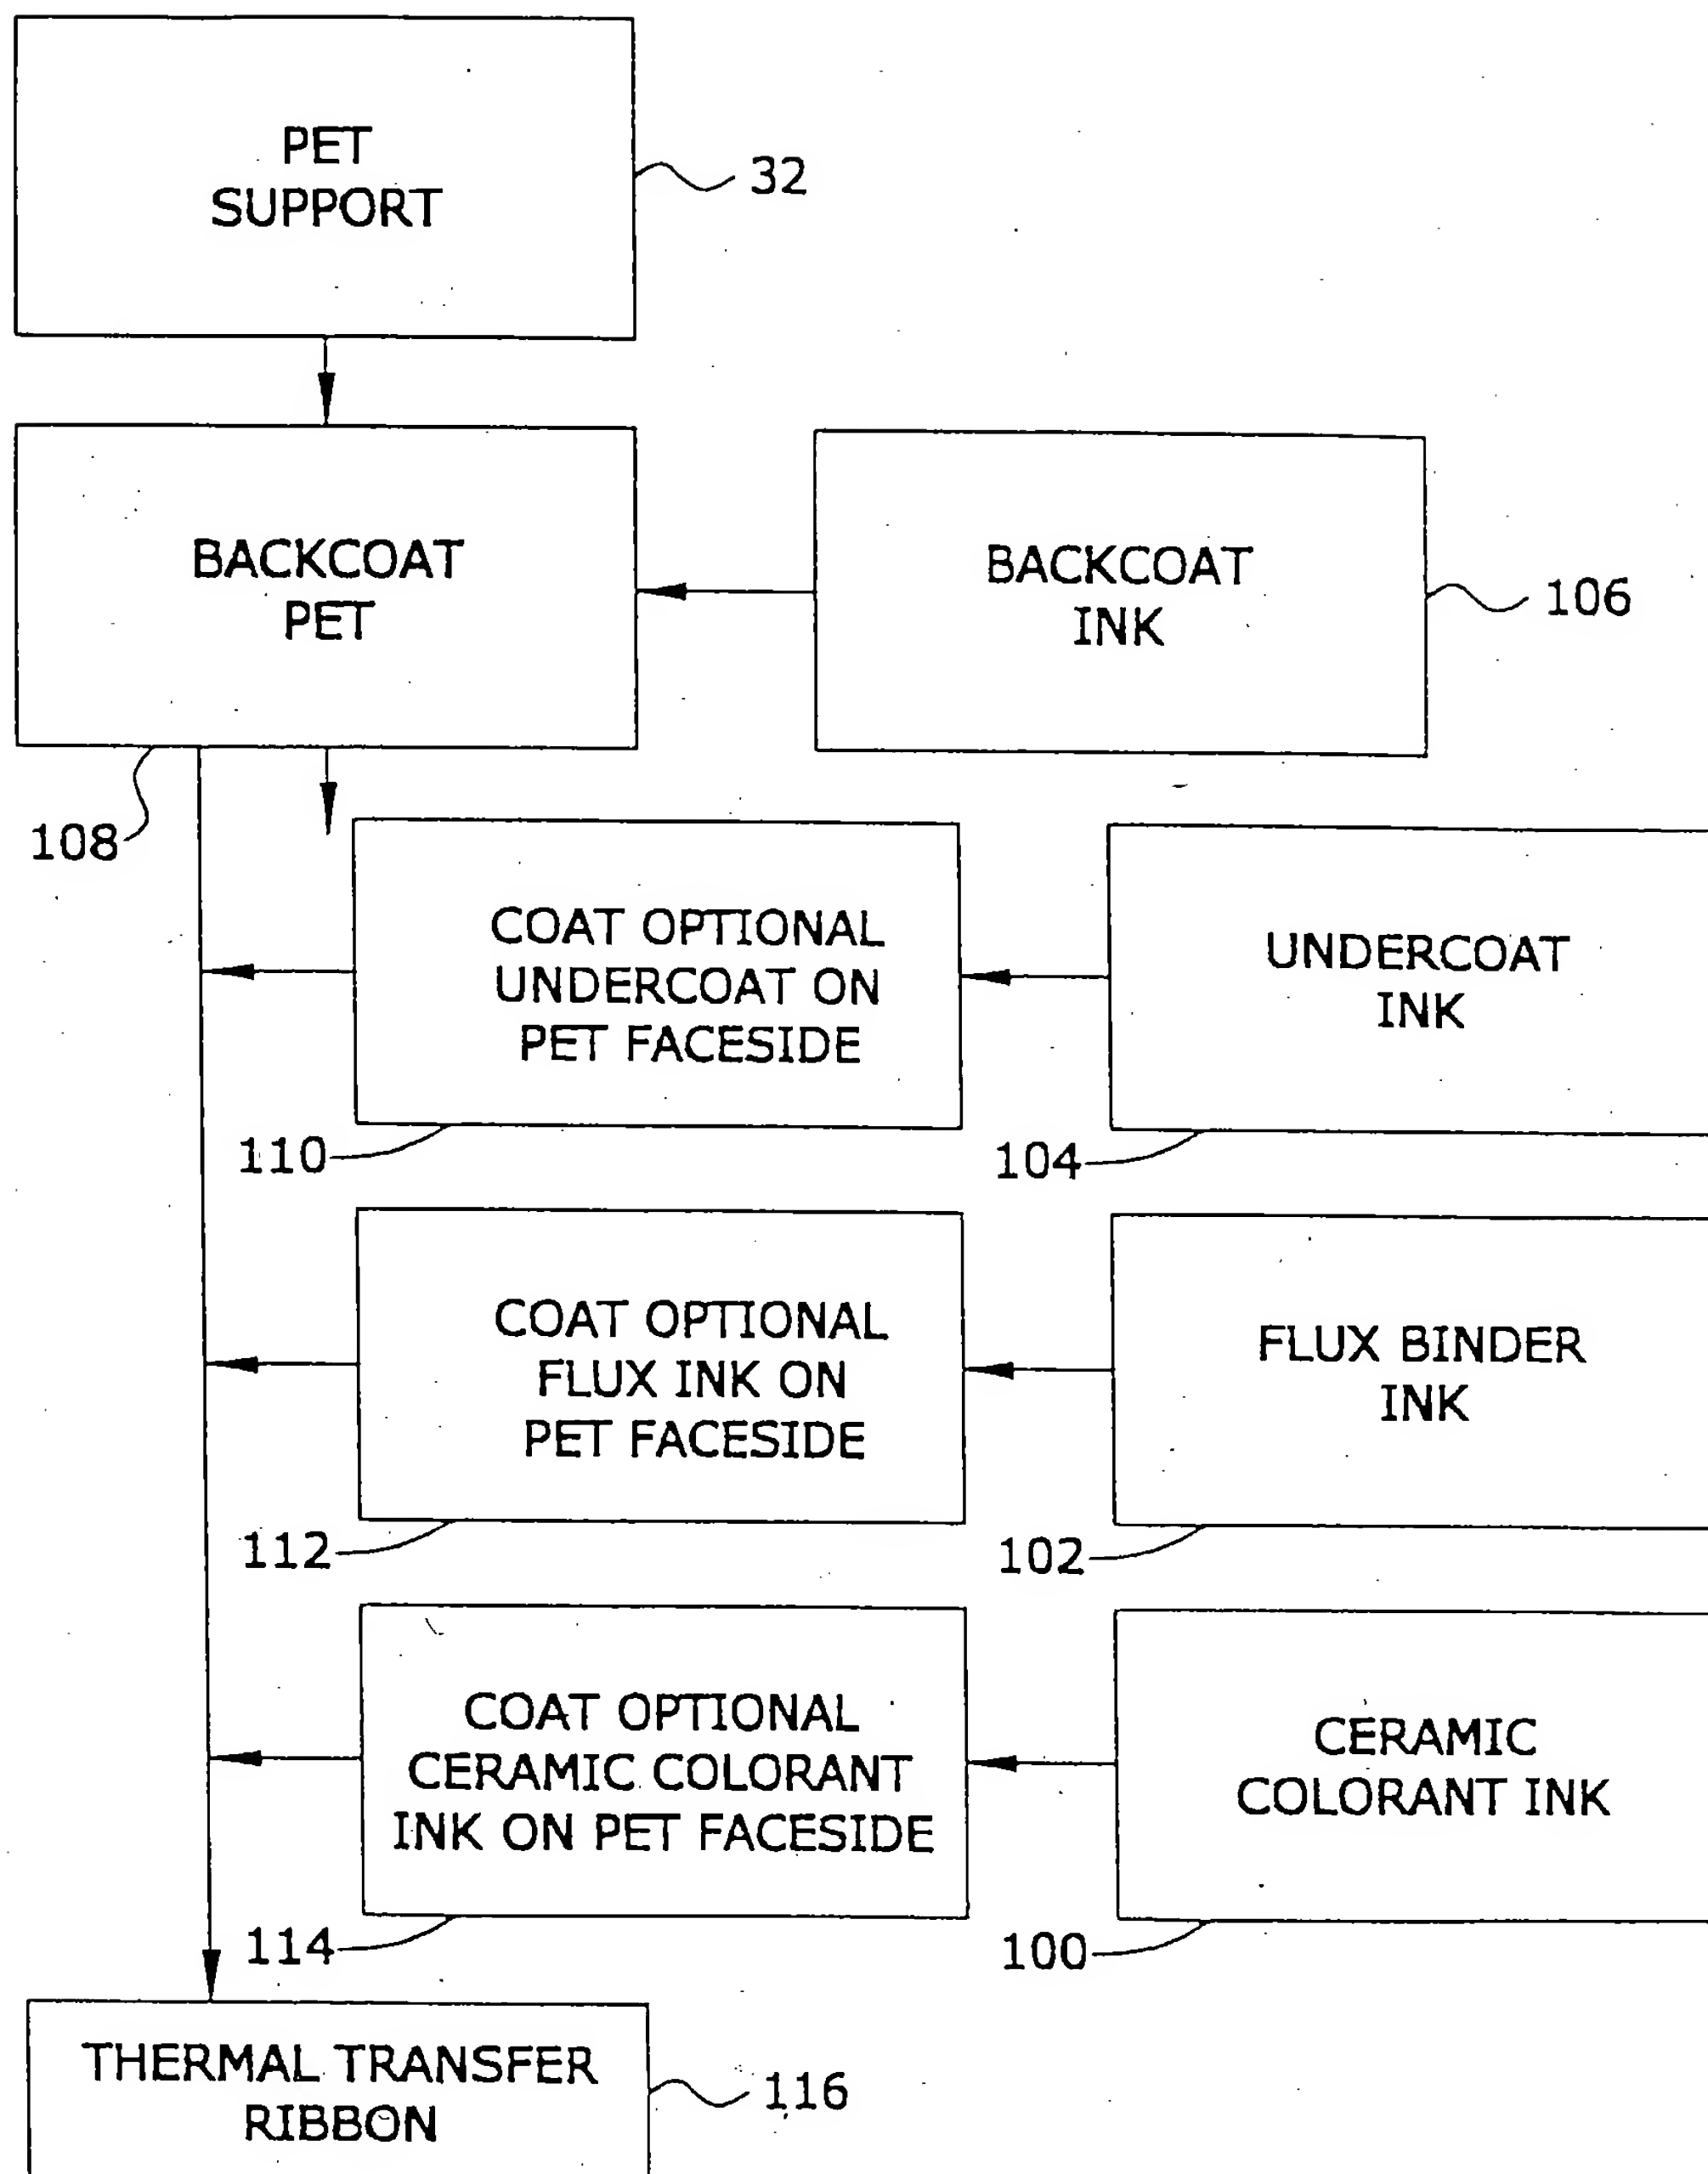 PET
SUPPORT
32
BACKCOAT
PET
BACKCOAT
INK
106
108
COAT OPTIONAL
UNDERCOAT ON
PET FACESIDE
UNDERCOAT
INK
110
104
COAT OPTIONAL
FLUX INK ON
PET FACESIDE
FLUX BINDER
INK
112
102
COAT OPTIONAL
CERAMIC COLORANT
INK ON PET FACESIDE
CERAMIC
COLORANT INK
114
100
THERMAL TRANSFER
RIBBON
116